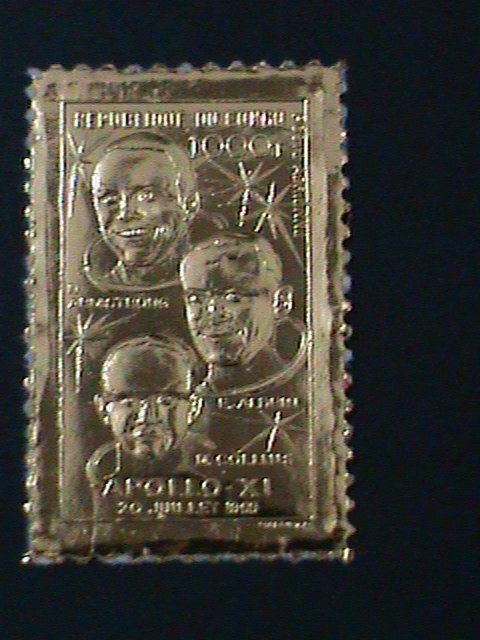 REPUBLIQUE DU CONGO
1000F
N. ARMSTRONG
E. ALDRIN
M. COLLINS
APOLLO-XI
20 JUILLET 1969